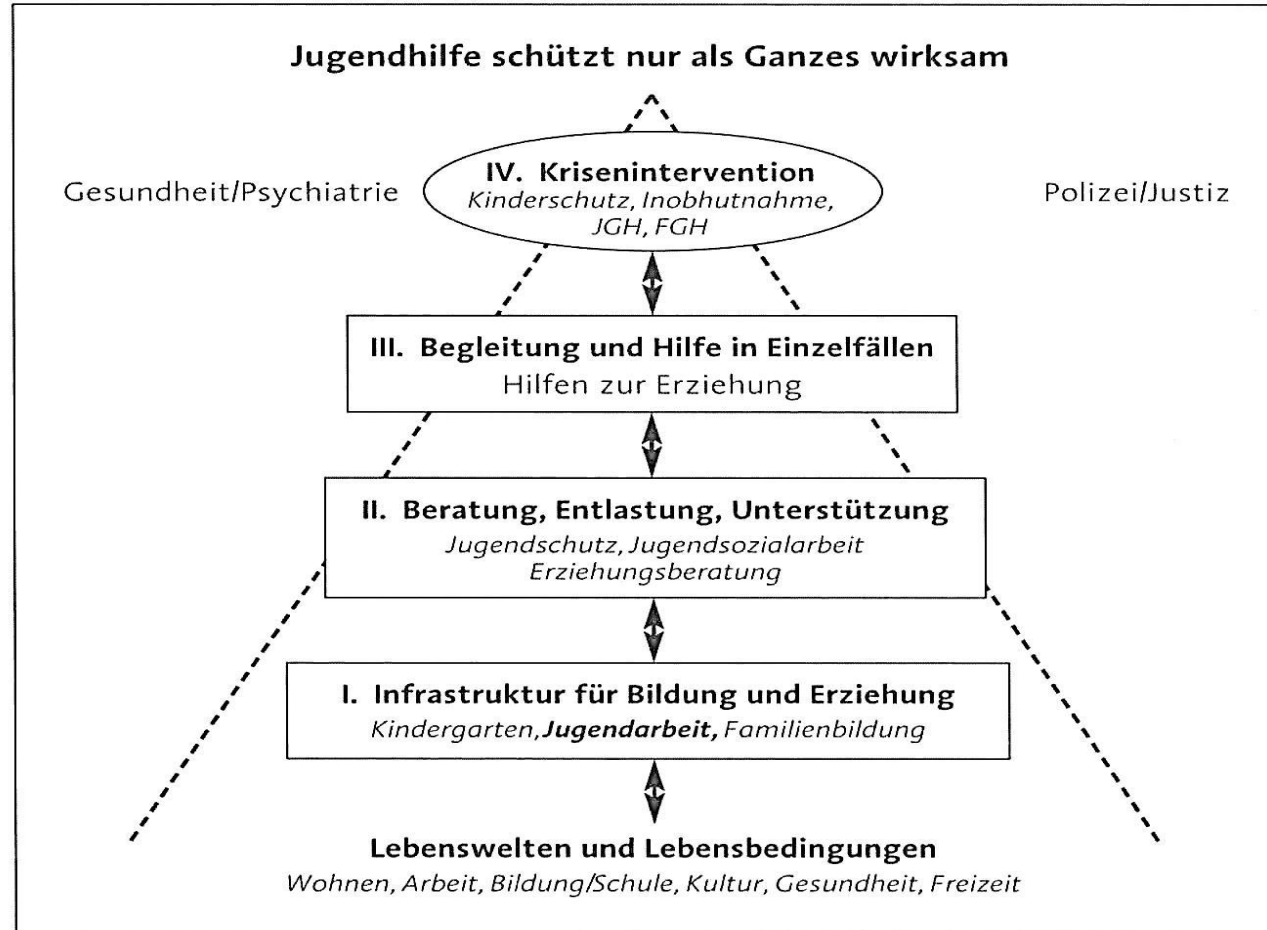 Jugendhilfe schützt nur als Ganzes wirksam
IV. Krisenintervention
Gesundheit/Psychiatrie
Kinderschutz, Inobhutnahme,
Polizei/Justiz
JGH, FGH
III. Begleitung und Hilfe in Einzelfällen
Hilfen zur Erziehung
II. Beratung, Entlastung, Unterstützung
Jugendschutz, Jugendsozialarbeit
Erziehungsberatung
I. Infrastruktur für Bildung und Erziehung
Kindergarten, Jugendarbeit, Familienbildung
Lebenswelten und Lebensbedingungen
Wohnen, Arbeit, Bildung/Schule, Kultur, Gesundheit, Freizeit